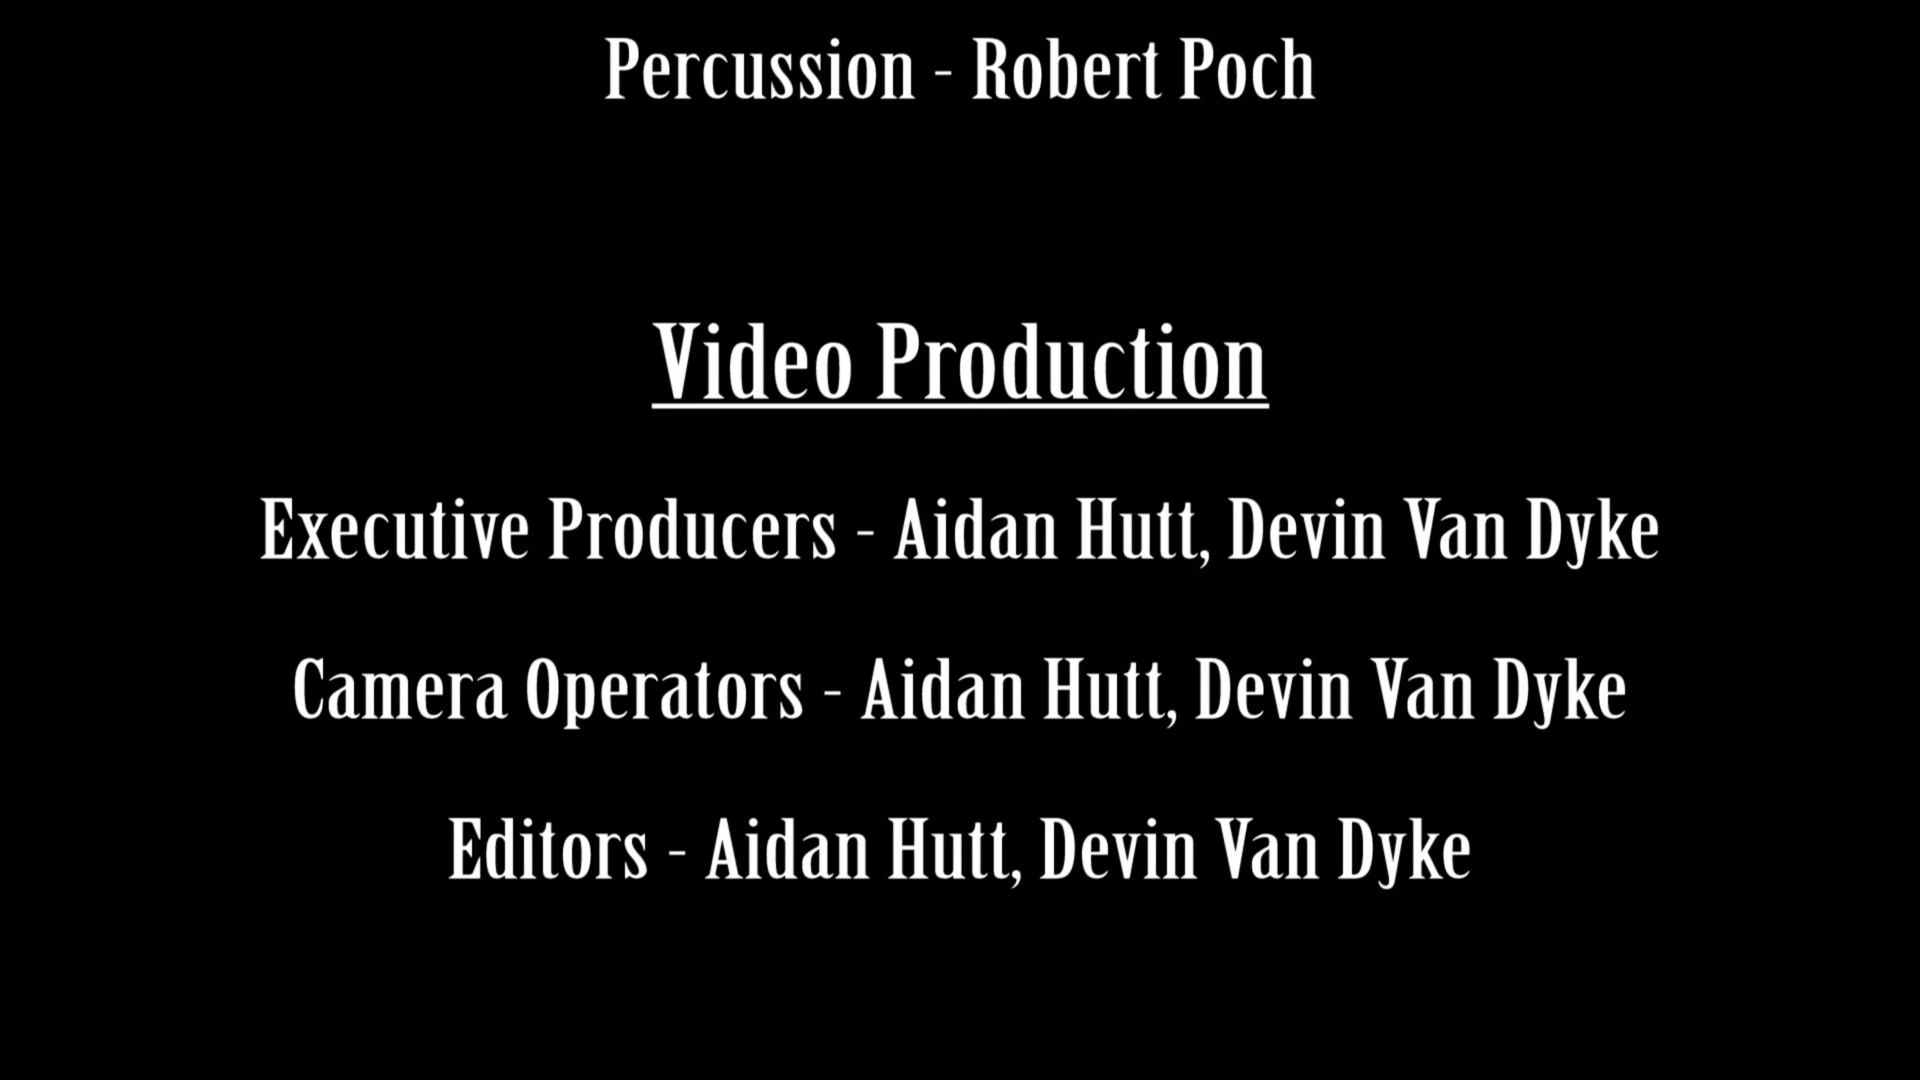 Percussion - Robert Poch
Video Production
Executive Producers - Aidan Hutt, Devin Van Dyke
Camera Operators - Aidan Hutt, Devin Van Dyke
Editors - Aidan Hutt, Devin Van Dyke